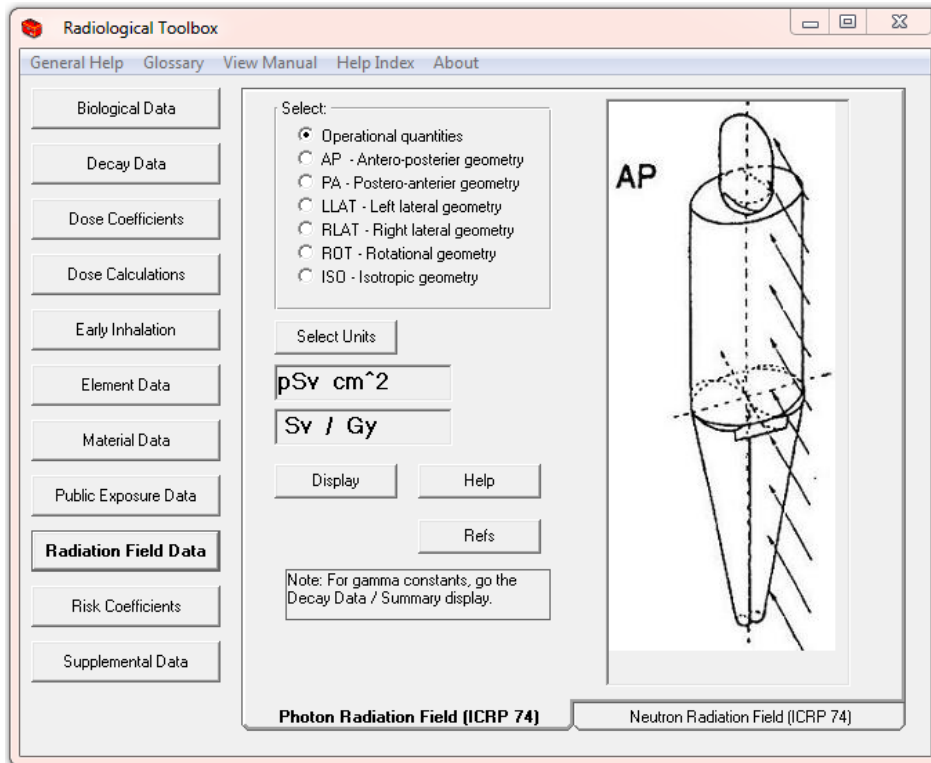 Radiological Toolbox
General Help Glossary View Manual Help Index About
Biological Data
Decay Data
Dose Coefficients
Dose Calculations
Early Inhalation
Element Data
Material Data
Public Exposure Data
Radiation Field Data
Risk Coefficients
Supplemental Data
Select:
Operational quantities
AP - Antero-posterier geometry
PA - Postero-anterier geometry
LLAT - Left lateral geometry
RLAT - Right lateral geometry
ROT - Rotational geometry
ISO - Isotropic geometry
Select Units
pSv cm^2
Sv / Gy
Display Help
Refs
Note: For gamma constants, go the
Decay Data / Summary display.
AP
Photon Radiation Field (ICRP 74) Neutron Radiation Field (ICRP 74)